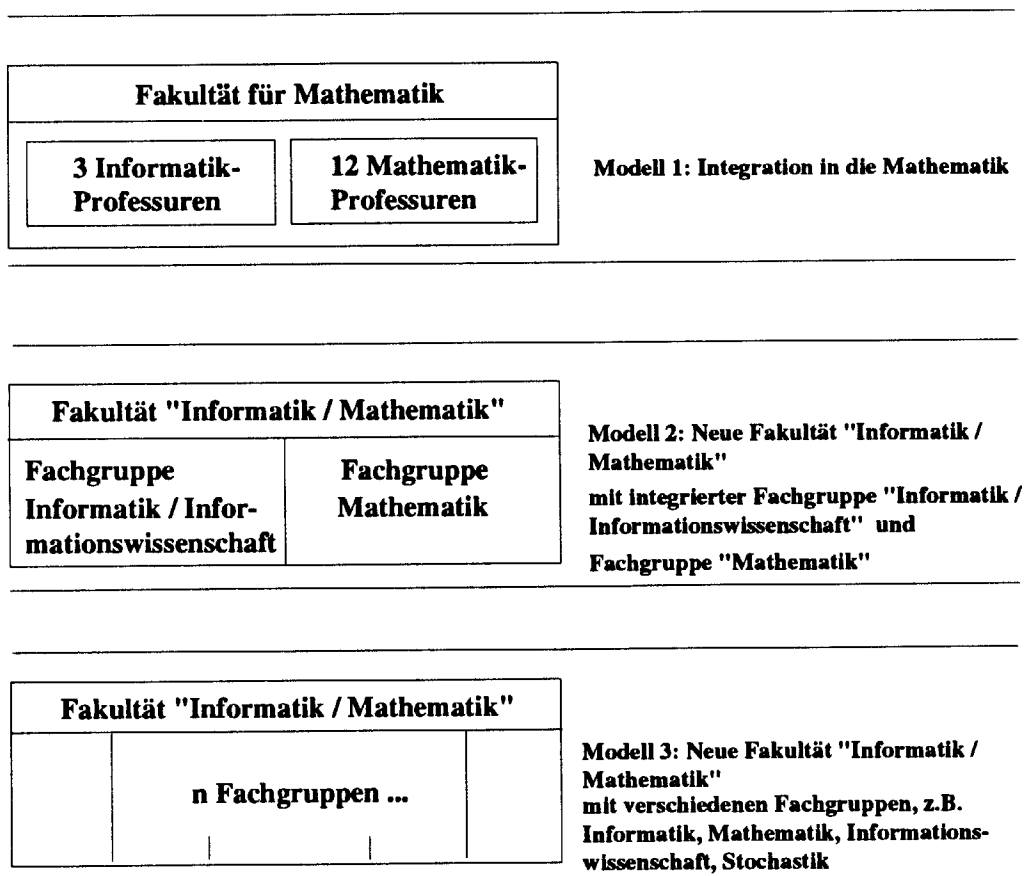 Fakultät für Mathematik
3 Informatik-
Professuren
12 Mathematik-
Professuren
Modell 1: Integration in die Mathematik
Fakultät "Informatik / Mathematik"
Fachgruppe
Informatik / Infor-
mationswissenschaft
Fachgruppe
Mathematik
Modell 2: Neue Fakultät "Informatik /
Mathematik"
mit integrierter Fachgruppe "Informatik /
Informationswissenschaft" und
Fachgruppe "Mathematik"
Fakultät "Informatik / Mathematik"
n Fachgruppen ...
Modell 3: Neue Fakultät "Informatik /
Mathematik"
mit verschiedenen Fachgruppen, z.B.
Informatik, Mathematik, Informations-
wissenschaft, Stochastik